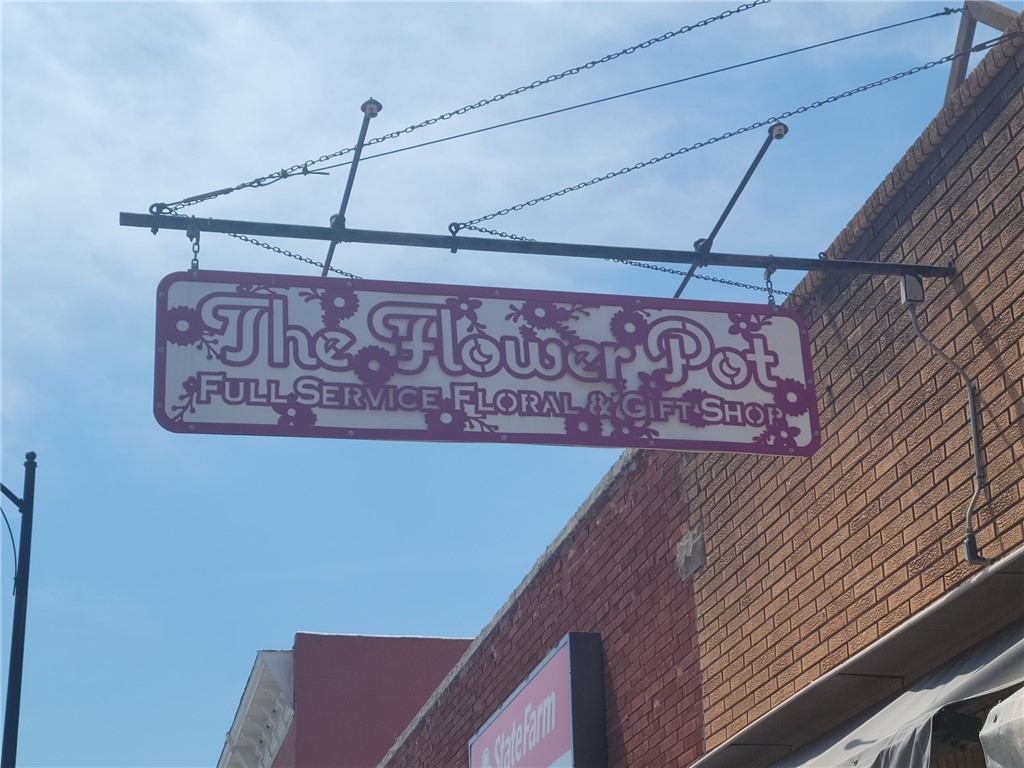 The Flower Pot
FULL SERVICE FLORAL & GIFT SHOP
StateFarm